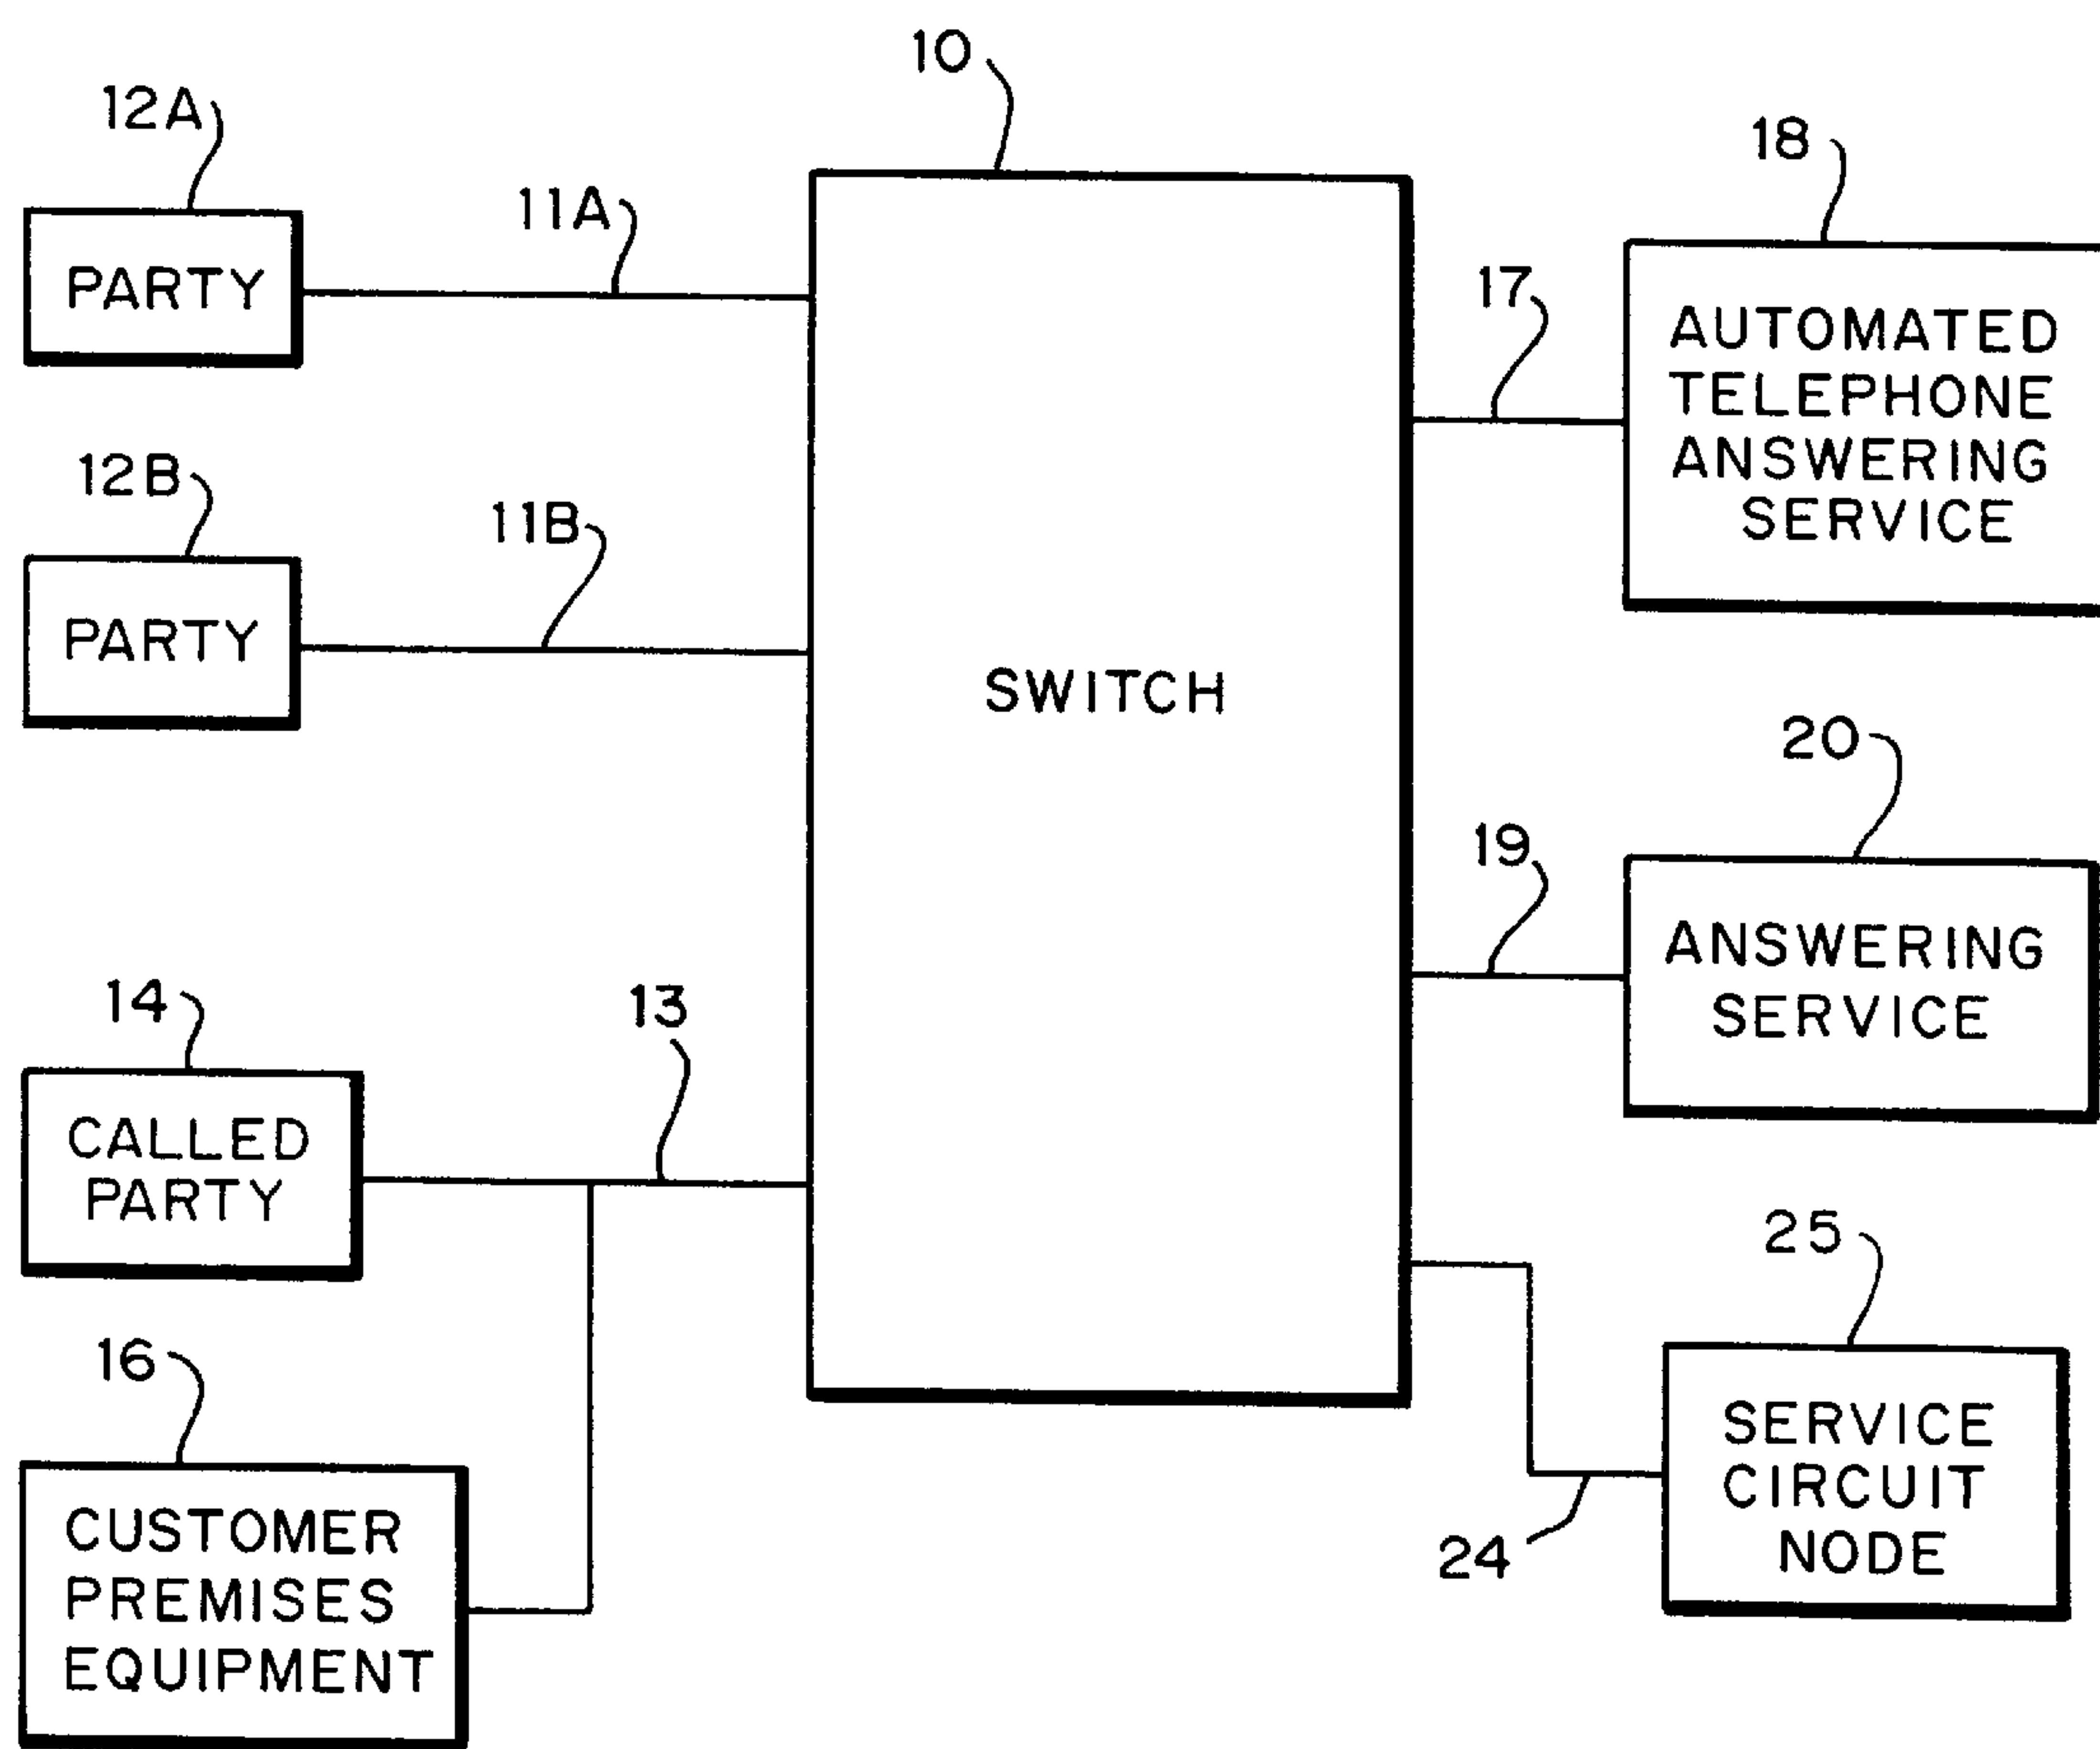 10
12A
11A
PARTY
12B
11B
PARTY
SWITCH
14
13
CALLED
PARTY
16
CUSTOMER
PREMISES
EQUIPMENT
18
17
AUTOMATED
TELEPHONE
ANSWERING
SERVICE
20
19
ANSWERING
SERVICE
25
24
SERVICE
CIRCUIT
NODE